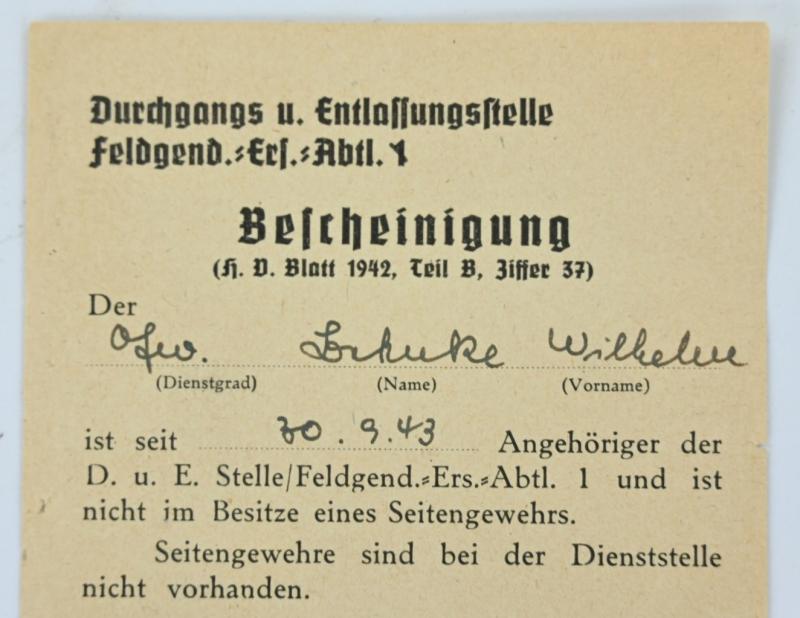 Durchgangs u. Entlassungsstelle
Feldgend.-Ers.-Abtl. 1
Bescheinigung
(H. V. Blatt 1942, Teil B, Ziffer 37)
Der
Ofw. Wilhelm
(Dienstgrad) (Name) (Vorname)
ist seit 30.9.43 Angehöriger der
D. u. E. Stelle/Feldgend.-Ers.-Abtl. 1 und ist
nicht im Besitze eines Seitengewehrs.
Seitengewehre sind bei der Dienststelle
nicht vorhanden.